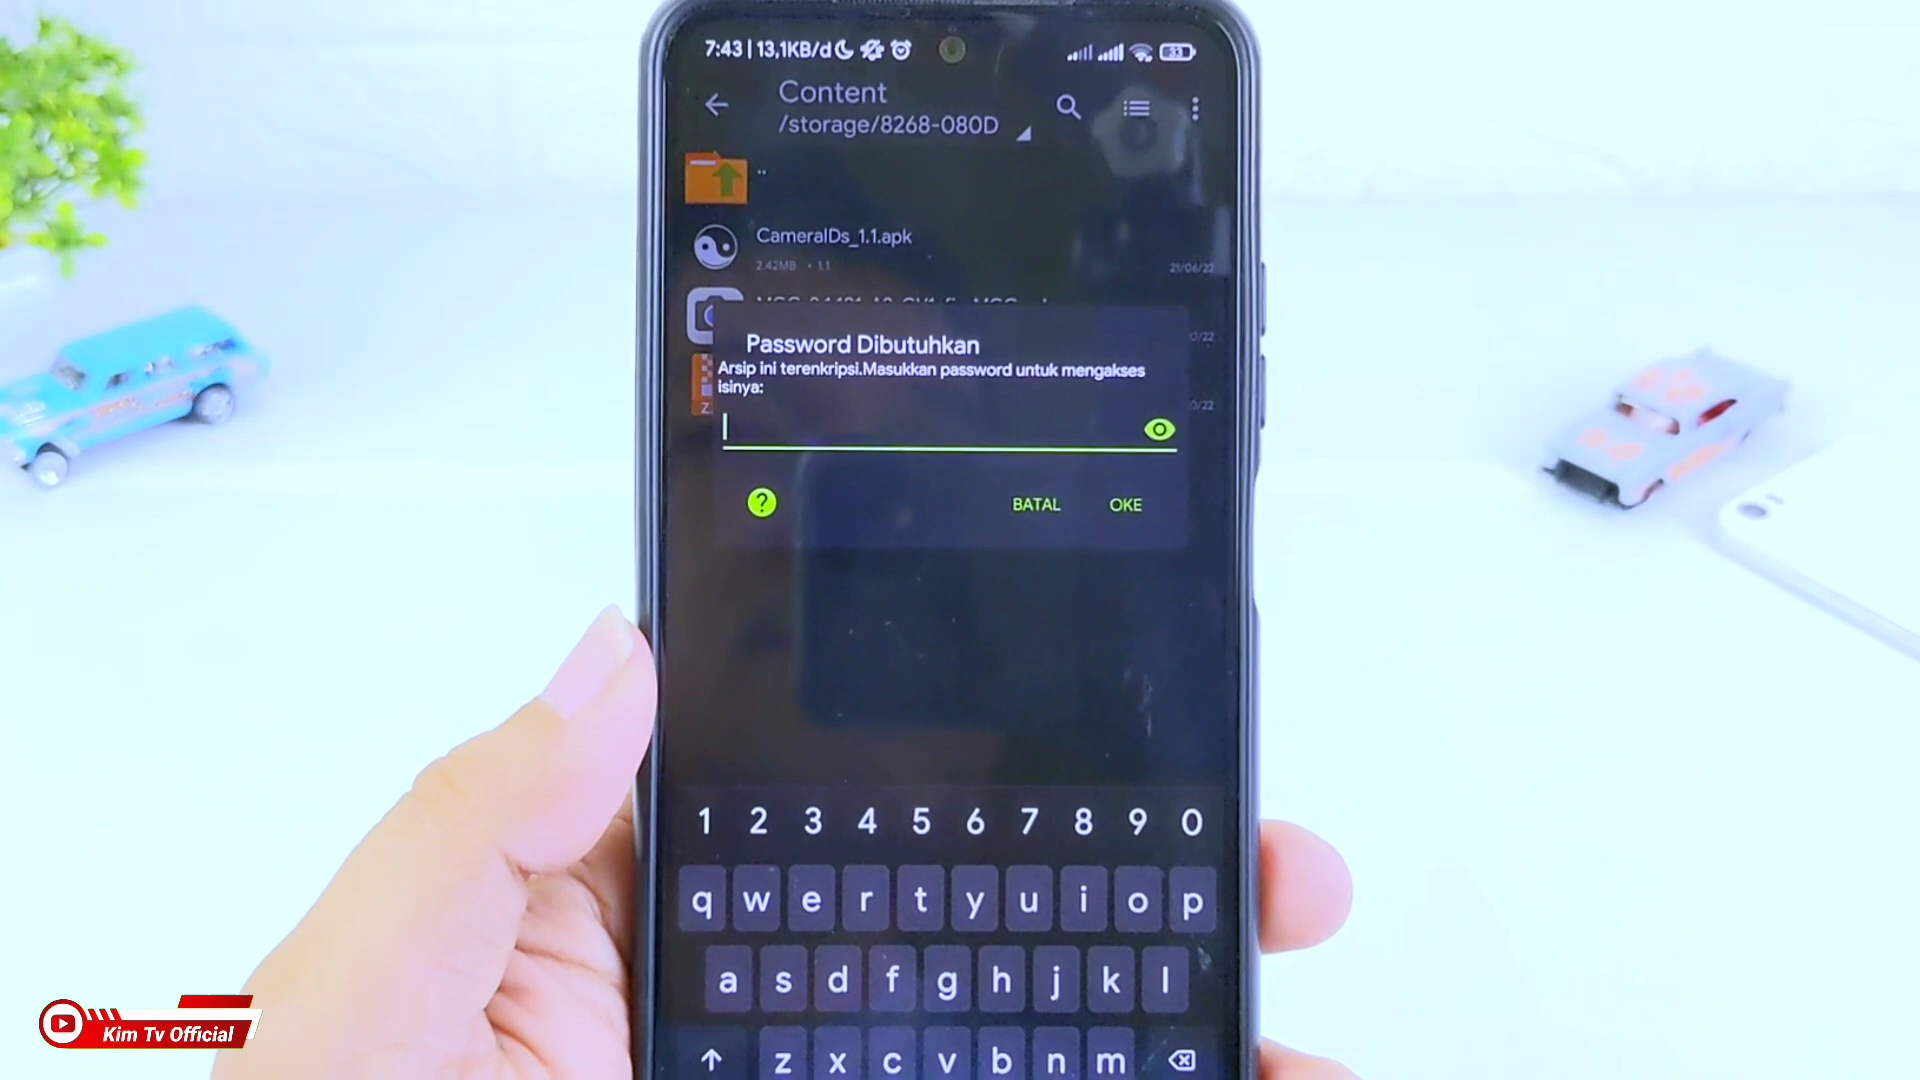 7:43 | 13,1KB/d
33
Content
/storage/8268-080D
..
CameraIDs_1.1.apk
2.42MB • 1.1
21/06/22
Password Dibutuhkan
Arsip ini terenkripsi.Masukkan password untuk mengakses
isinya:
?
BATAL OKE
1 2 3 4 5 6 7 8 9 0
q w e r t y u i o p
a s d f g h j k l
z x c v b n m
Kim Tv Official